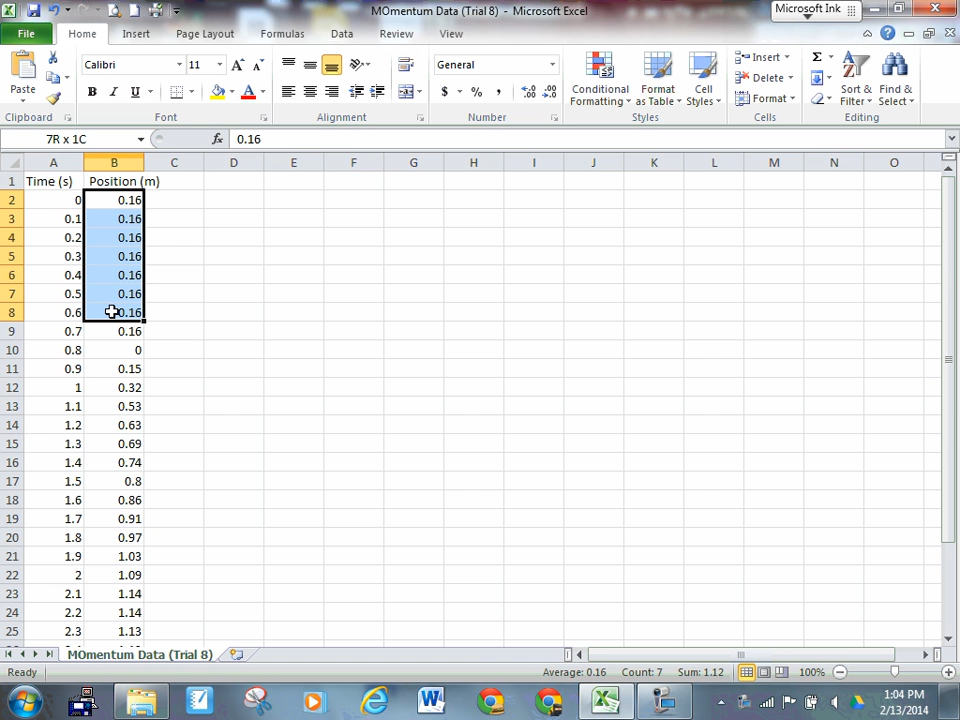 MOmentum Data (Trial 8) - Microsoft Excel
Microsoft Ink
File Home Insert Page Layout Formulas Data Review View
Calibri 11 General Insert
Paste Conditional Formatting Format as Table Cell Styles Delete Sort & Filter Find & Select
B I U A $ % , Format
Clipboard Font Alignment Number Styles Cells Editing
7R x 1C fx 0.16
A B C D E F G H I J K L M N O
1 Time (s) Position (m)
2 0 0.16
3 0.1 0.16
4 0.2 0.16
5 0.3 0.16
6 0.4 0.16
7 0.5 0.16
8 0.6 0.16
9 0.7 0.16
10 0.8 0
11 0.9 0.15
12 1 0.32
13 1.1 0.53
14 1.2 0.63
15 1.3 0.69
16 1.4 0.74
17 1.5 0.8
18 1.6 0.86
19 1.7 0.91
20 1.8 0.97
21 1.9 1.03
22 2 1.09
23 2.1 1.14
24 2.2 1.14
25 2.3 1.13
MOmentum Data (Trial 8)
Ready Average: 0.16 Count: 7 Sum: 1.12 100%
1:04 PM
2/13/2014